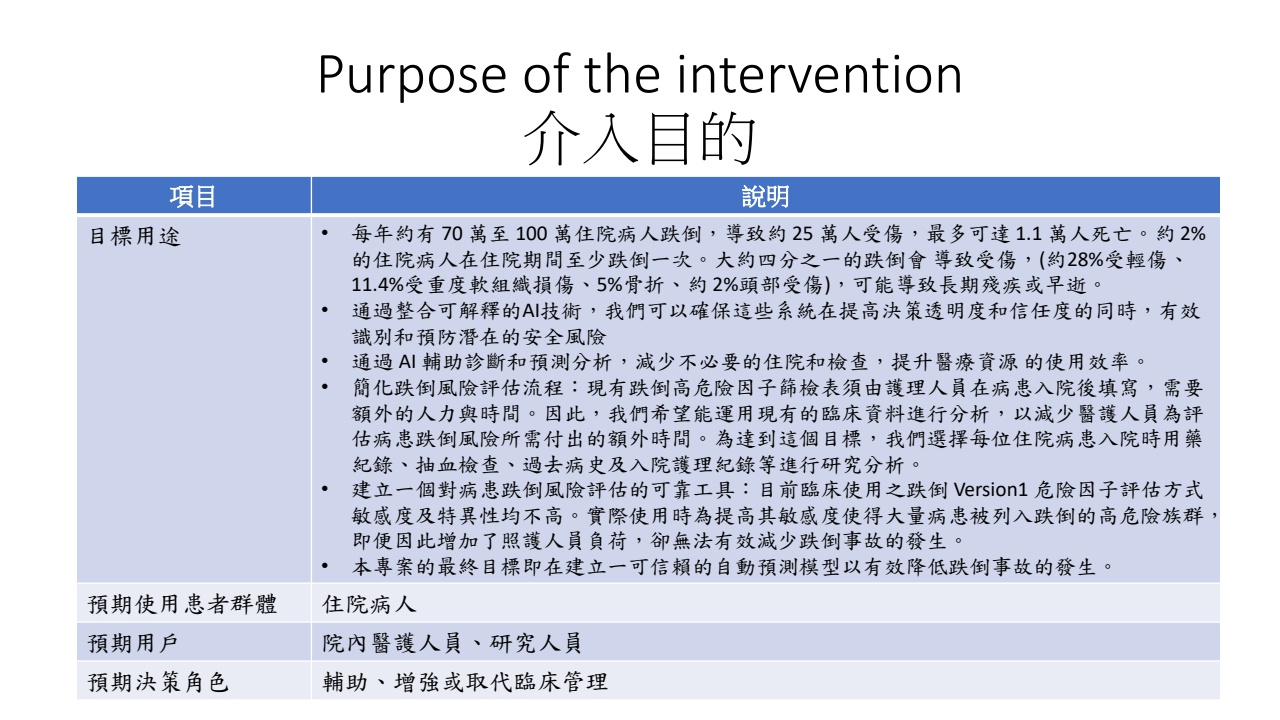 Purpose of the intervention
介入目的
項目
說明
目標用途
• 每年約有 70 萬至 100 萬住院病人跌倒，導致約 25 萬人受傷，最多可達 1.1 萬人死亡。約 2%
的住院病人在住院期間至少跌倒一次。大約四分之一的跌倒會 導致受傷，(約28%受輕傷、
11.4%受重度軟組織損傷、5%骨折、約 2%頭部受傷)，可能導致長期殘疾或早逝。
• 通過整合可解釋的AI技術，我們可以確保這些系統在提高決策透明度和信任度的同時，有效
識別和預防潛在的安全風險
• 通過 AI 輔助診斷和預測分析，減少不必要的住院和檢查，提升醫療資源 的使用效率。
• 簡化跌倒風險評估流程：現有跌倒高危險因子篩檢表須由護理人員在病患入院後填寫，需要
額外的人力與時間。因此，我們希望能運用現有的臨床資料進行分析，以減少醫護人員為評
估病患跌倒風險所需付出的額外時間。為達到這個目標，我們選擇每位住院病患入院時用藥
紀錄、抽血檢查、過去病史及入院護理紀錄等進行研究分析。
• 建立一個對病患跌倒風險評估的可靠工具：目前臨床使用之跌倒 Version1 危險因子評估方式
敏感度及特異性均不高。實際使用時為提高其敏感度使得大量病患被列入跌倒的高危險族群，
即便因此增加了照護人員負荷，卻無法有效減少跌倒事故的發生。
• 本專案的最終目標即在建立一可信賴的自動預測模型以有效降低跌倒事故的發生。
預期使用患者群體
住院病人
預期用戶
院內醫護人員、研究人員
預期決策角色
輔助、增強或取代臨床管理